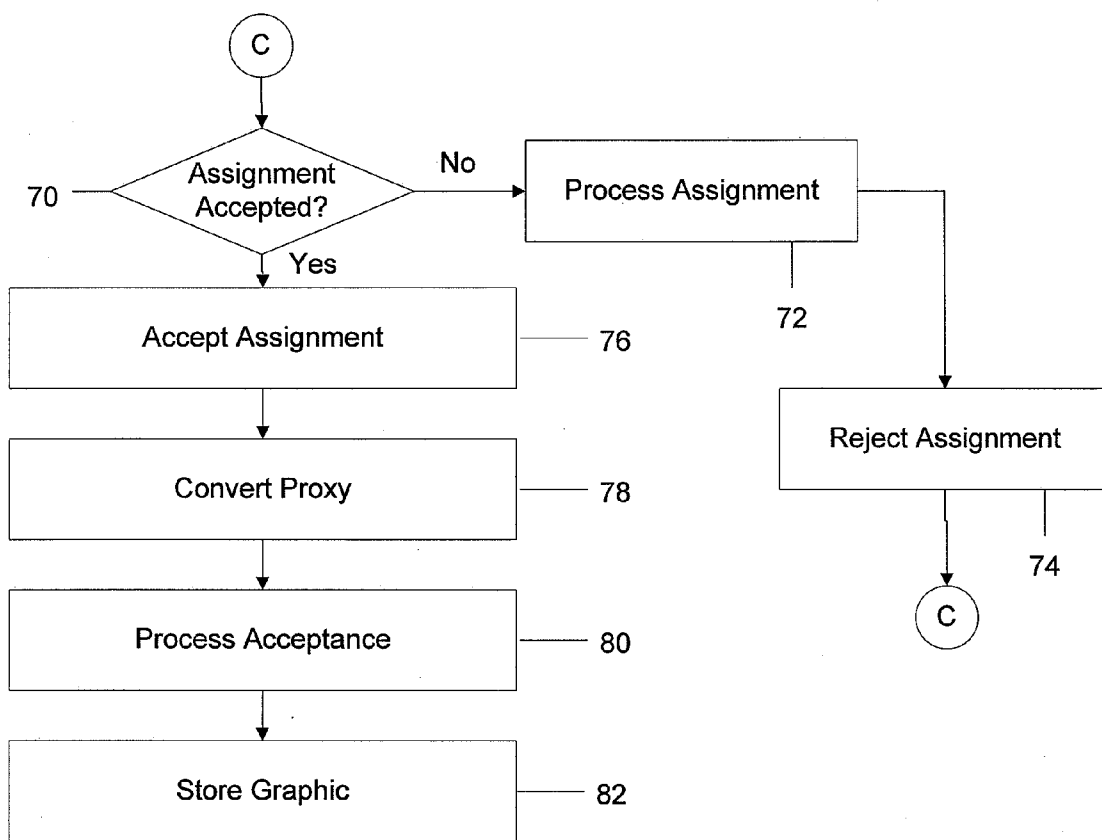 C
Assignment
Accepted?
70
No
Process Assignment
72
Yes
Accept Assignment
76
Reject Assignment
74
C
Convert Proxy
78
Process Acceptance
80
Store Graphic
82